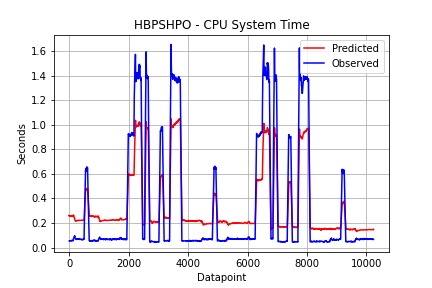 HBPSHPO - CPU System Time
Predicted
Observed
1.6
1.4
1.2
1.0
0.8
0.6
0.4
0.2
0.0
Seconds
0 2000 4000 6000 8000 10000
Datapoint